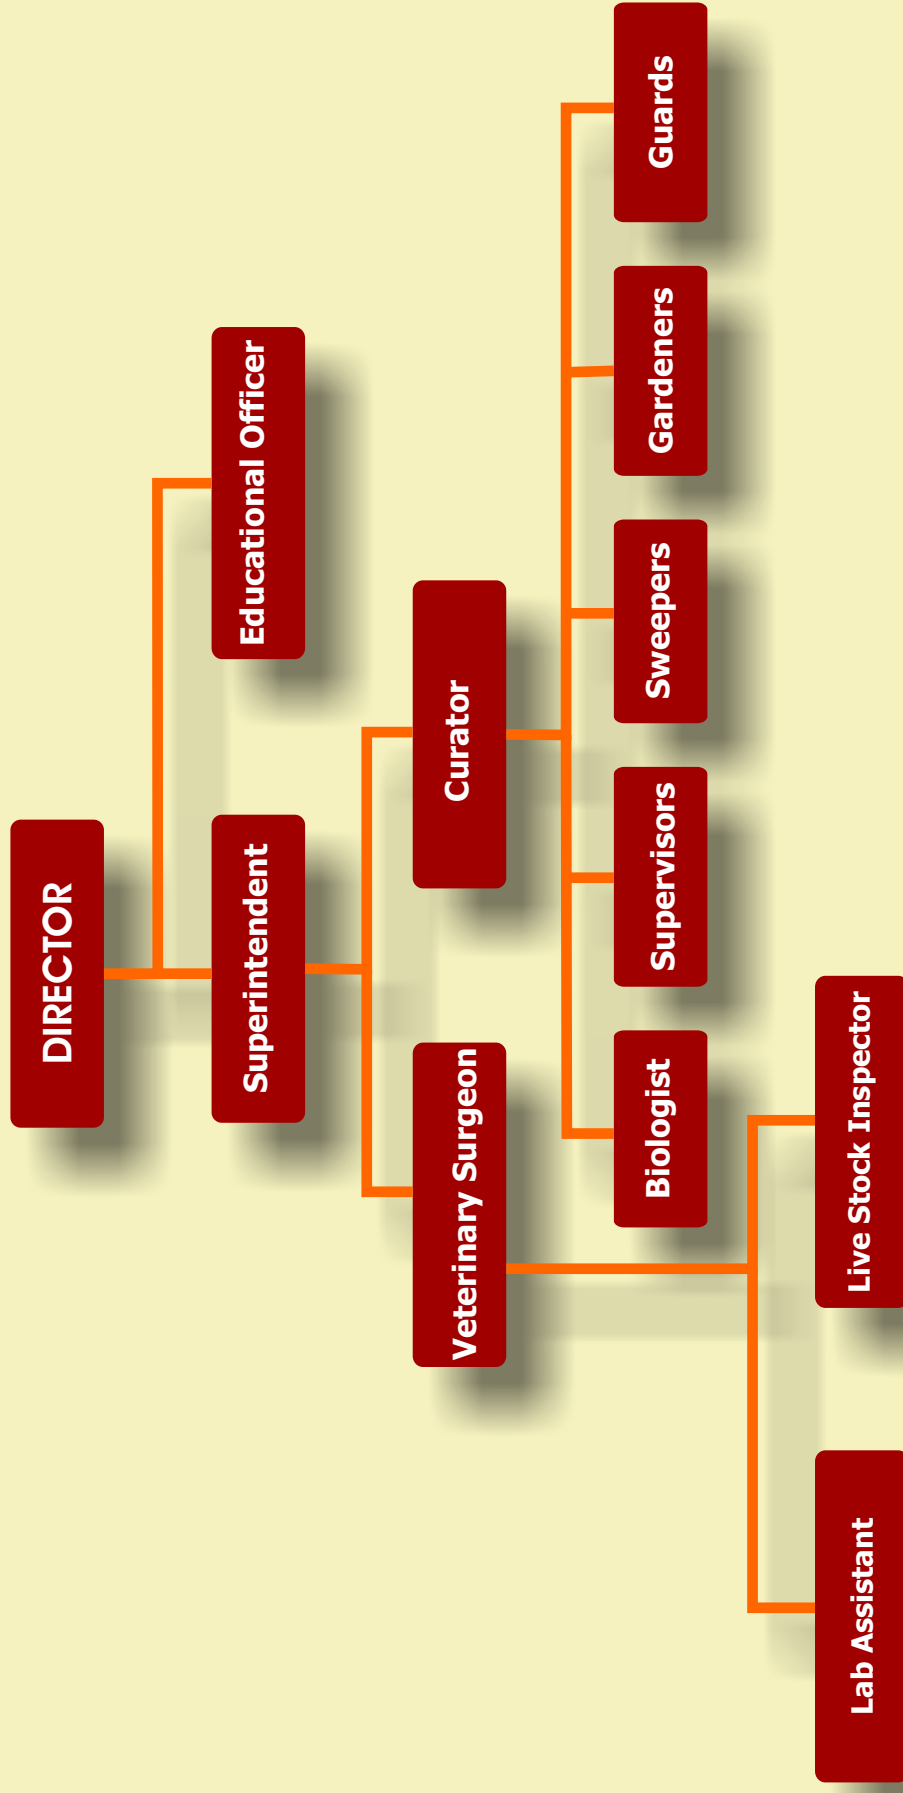 DIRECTOR
Superintendent
Educational Officer
Veterinary Surgeon
Curator
Biologist
Supervisors
Sweepers
Gardeners
Guards
Lab Assistant
Live Stock Inspector